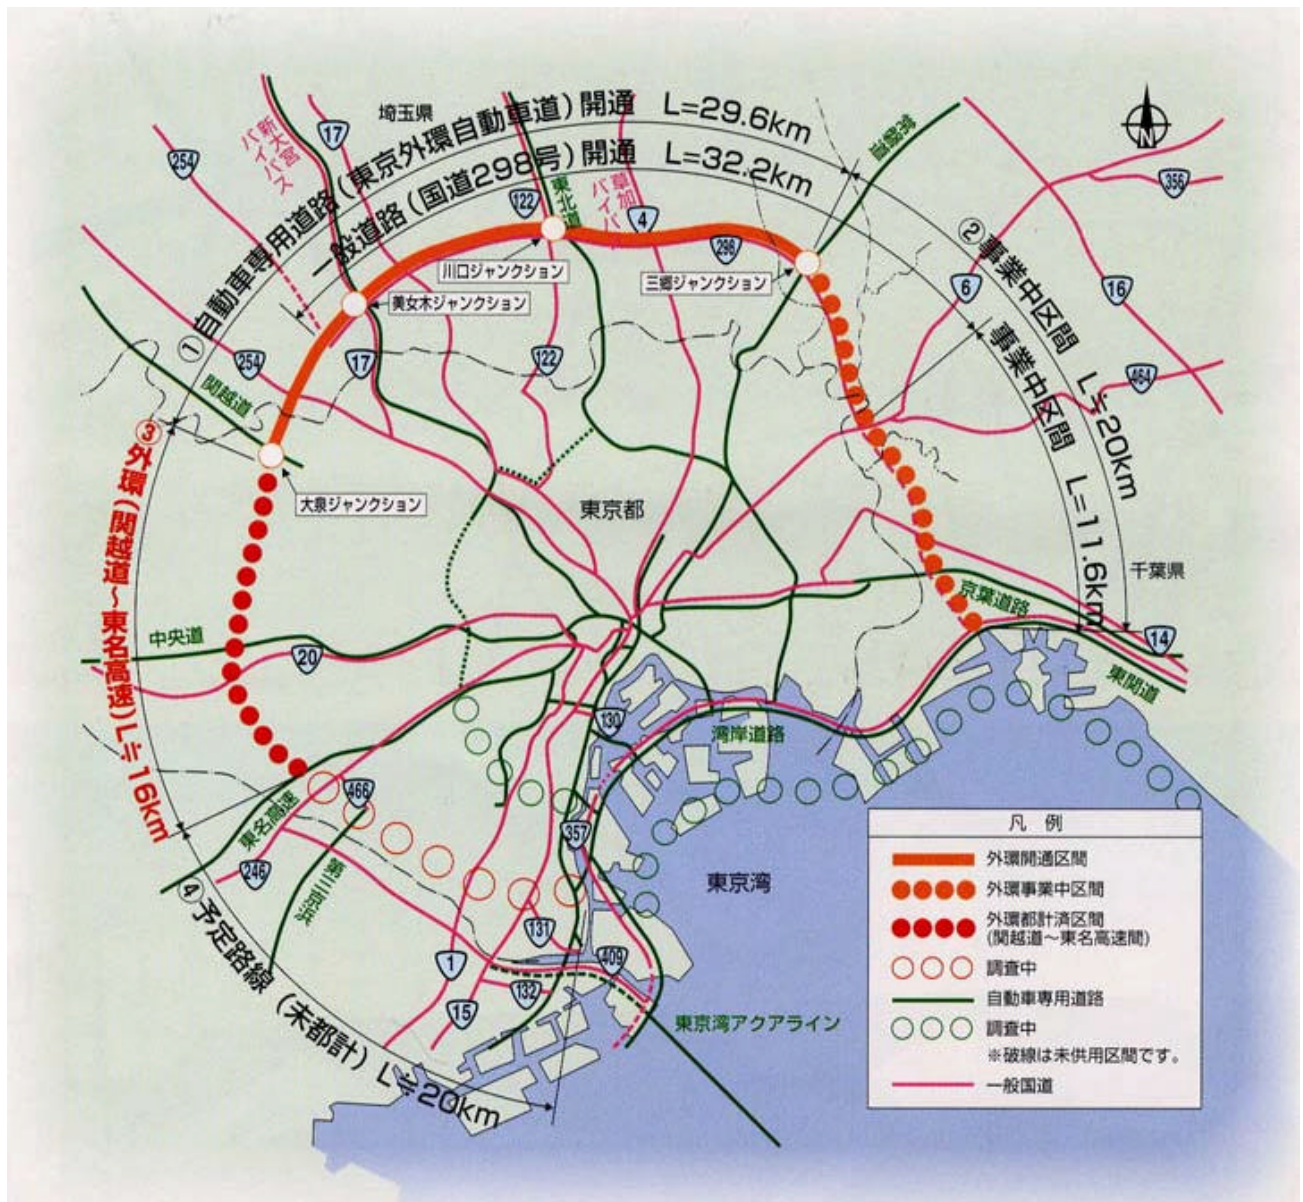 埼玉県
①自動車専用道路(東京外環自動車道)開通 L=29.6km
一般道路(国道298号)開通 L=32.2km
②事業中区間 L≒20km
事業中区間 L=11.6km
③外環(関越道～東名高速)L≒16km
④予定路線(未都計) L≒20km
N
254
新大宮
バイパス
17
122
東北道
草加
バイパス
4
298
常磐道
356
6
16
464
川口ジャンクション
三郷ジャンクション
美女木ジャンクション
254
17
122
関越道
大泉ジャンクション
東京都
千葉県
京葉道路
14
東関道
中央道
20
130
湾岸道路
466
東名高速
246
第三京浜
357
東京湾
131
1
409
132
15
東京湾アクアライン
凡 例
外環開通区間
外環事業中区間
外環都計済区間
(関越道～東名高速間)
調査中
自動車専用道路
調査中
※破線は未供用区間です。
一般国道